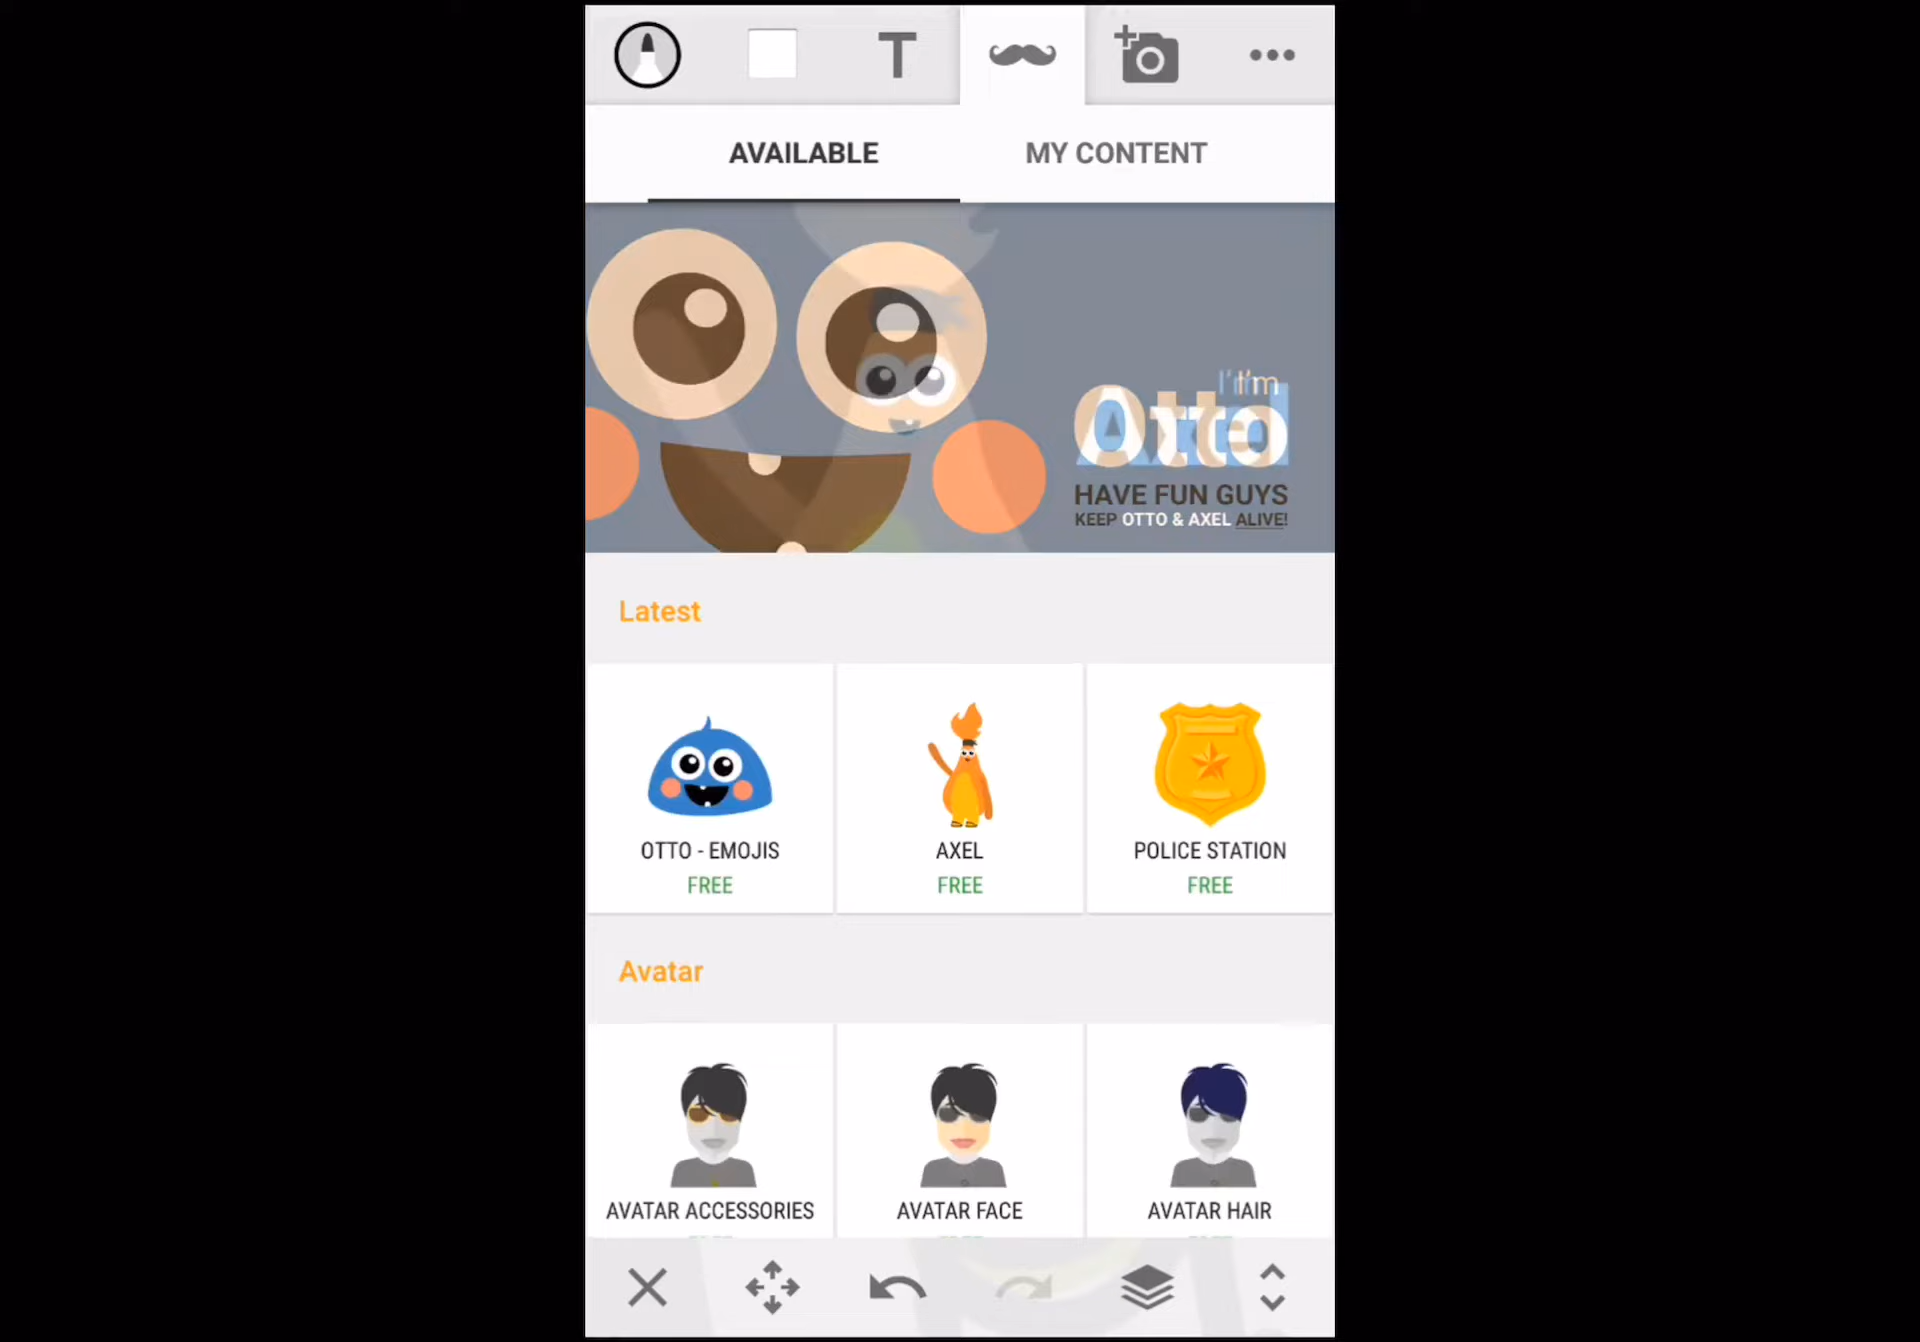 T
AVAILABLE
MY CONTENT
I'm
Otto
HAVE FUN GUYS
KEEP OTTO & AXEL ALIVE!
Latest
OTTO - EMOJIS
FREE
AXEL
FREE
POLICE STATION
FREE
Avatar
AVATAR ACCESSORIES
AVATAR FACE
AVATAR HAIR